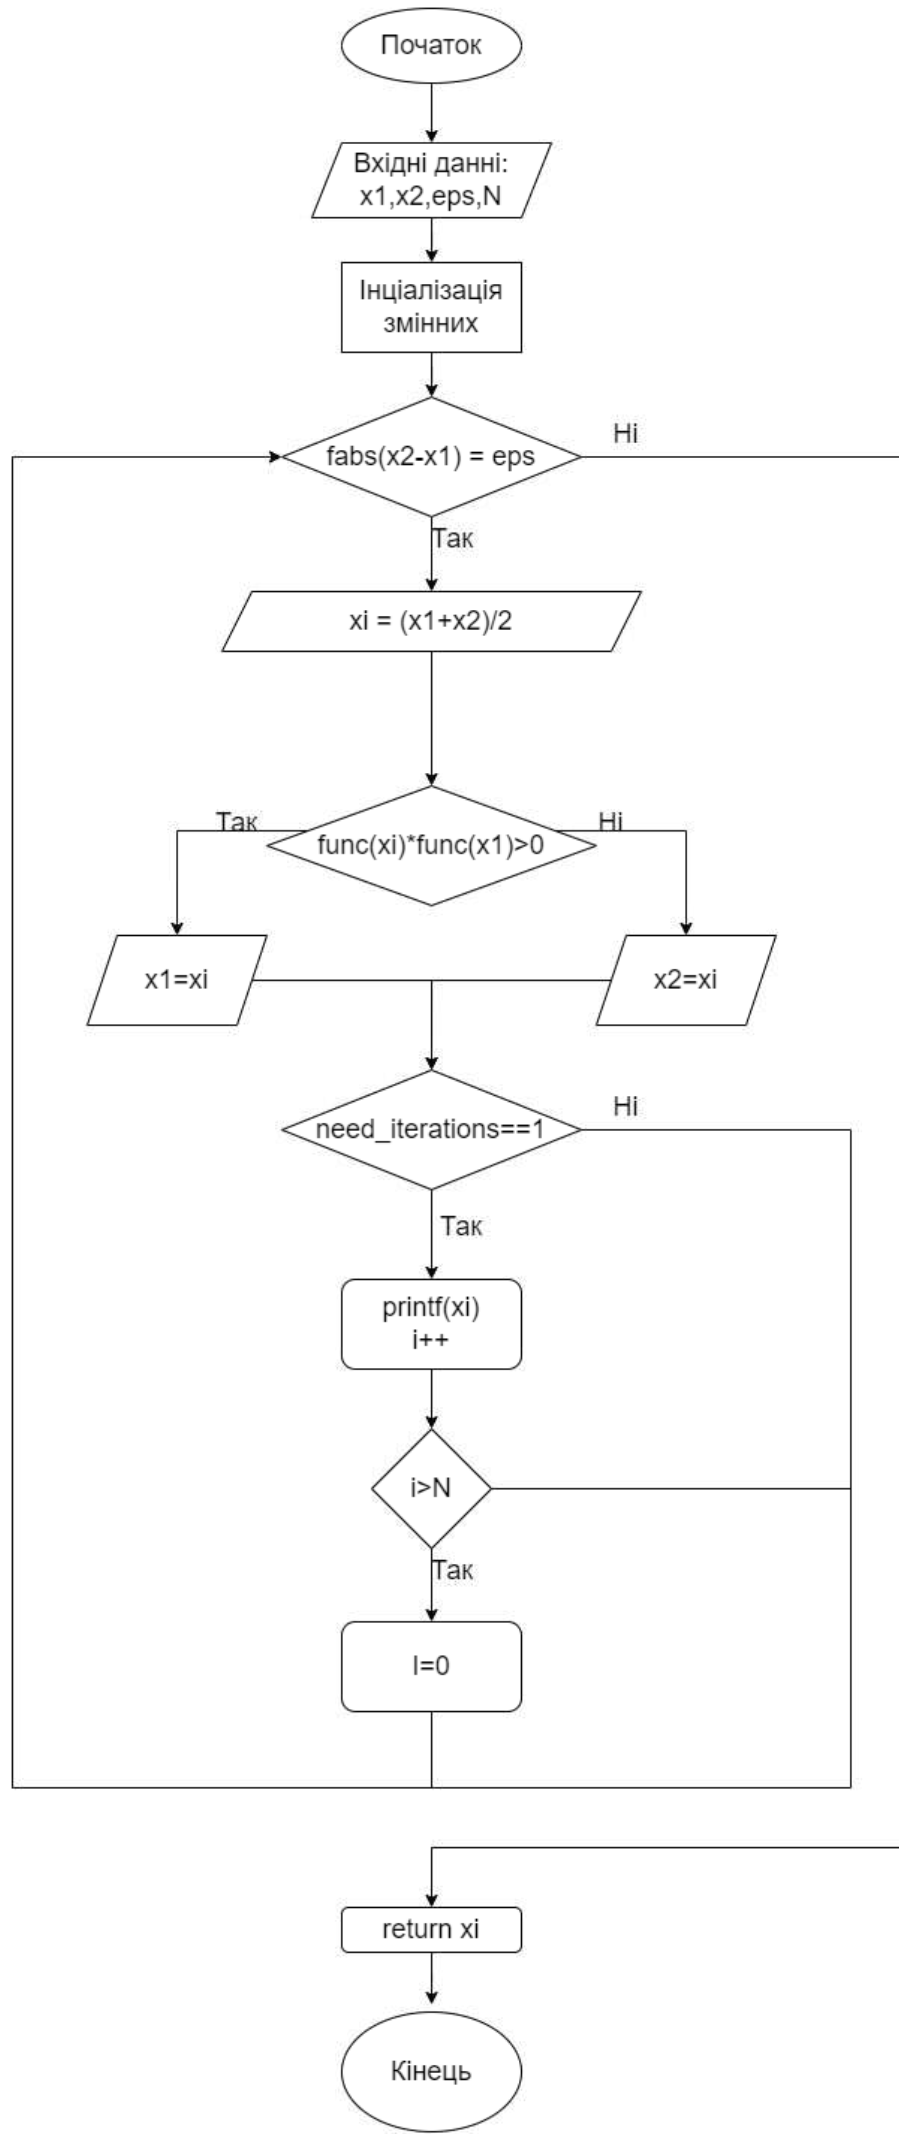 Початок
Вхідні данні:
x1,x2,eps,N
Інціалізація
змінних
fabs(x2-x1) = eps
Ні
Так
xi = (x1+x2)/2
Так
func(xi)*func(x1)>0
Ні
x1=xi
x2=xi
need_iterations==1
Ні
Так
printf(xi)
i++
i>N
Так
I=0
return xi
Кінець